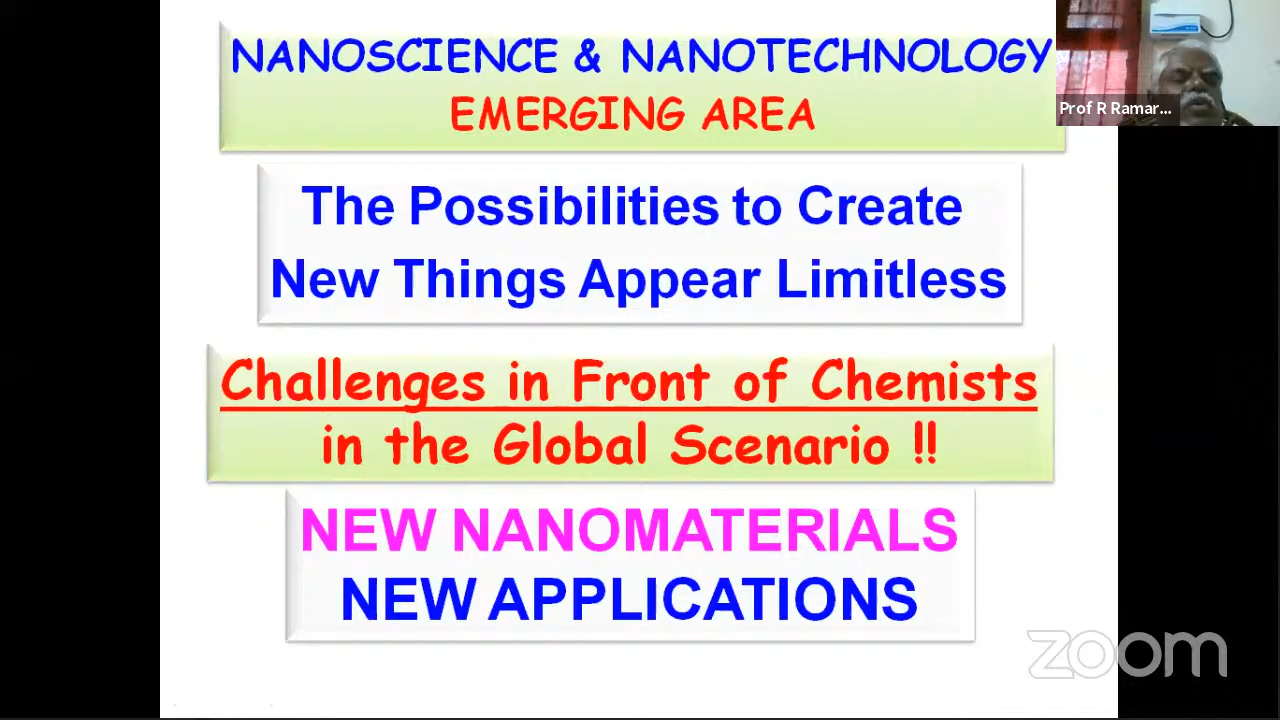 NANOSCIENCE & NANOTECHNOLOGY
EMERGING AREA
Prof R Ramar...
The Possibilities to Create
New Things Appear Limitless
Challenges in Front of Chemists
in the Global Scenario !!
NEW NANOMATERIALS
NEW APPLICATIONS
zoom